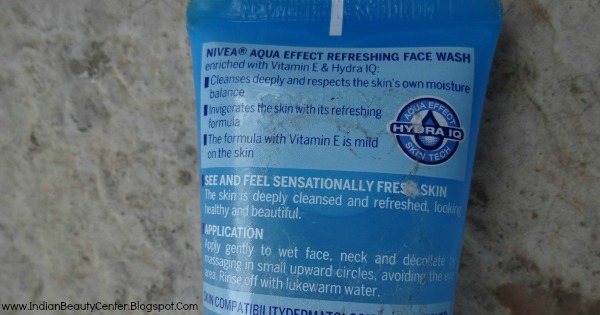 NIVEA® AQUA EFFECT REFRESHING FACE WASH
enriched with Vitamin E & Hydra IQ:
Cleanses deeply and respects the skin's own moisture
balance
Invigorates the skin with its refreshing
formula
The formula with Vitamin E is mild
on the skin
AQUA EFFECT
HYDRA IQ
SKIN TECH
SEE AND FEEL SENSATIONALLY FRESH SKIN
The skin is deeply cleansed and refreshed, looking
healthy and beautiful.
APPLICATION
Apply gently to wet face, neck and décolleté by
massaging in small upward circles, avoiding the eye
area. Rinse off with lukewarm water.
SKIN COMPATIBILITY
www.IndianBeautyCenter.Blogspot.Com